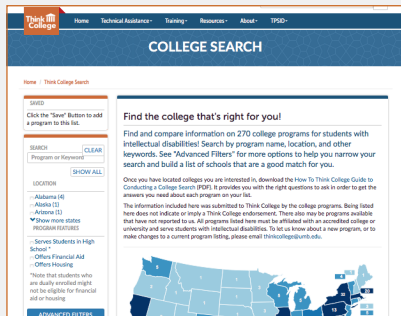 Think College
Home Technical Assistance Training Resources About TPSID
COLLEGE SEARCH
Home / Think College Search
SAVED
Click the "Save" Button to add
a program to this list.
SEARCH CLEAR
Program or Keyword
SHOW ALL
LOCATION
Alabama (4)
Alaska (1)
Arizona (1)
Show more states
PROGRAM FEATURES
Serves Students in High
School *
Offers Financial Aid
Offers Housing
*Note that students who
are dually enrolled might
not be eligible for financial
aid or housing
ADVANCED FILTERS
Find the college that's right for you!
Find and compare information on 270 college programs for students with
intellectual disabilities! Search by program name, location, and other
keywords. See "Advanced Filters" for more options to help you narrow your
search and build a list of schools that are a good match for you.
Once you have located colleges you are interested in, download the How To Think College Guide to
Conducting a College Search (PDF). It provides you with the right questions to ask in order to get the
answers you need about each program on your list.
The information included here was submitted to Think College by the college programs. Being listed
here does not indicate or imply a Think College endorsement. There also may be programs available
that have not reported to us. All programs listed here must be affiliated with an accredited college or
university and serve students with intellectual disabilities. To let us know about a new program, or to
make changes to a current program listing, please email thinkcollege@umb.edu.